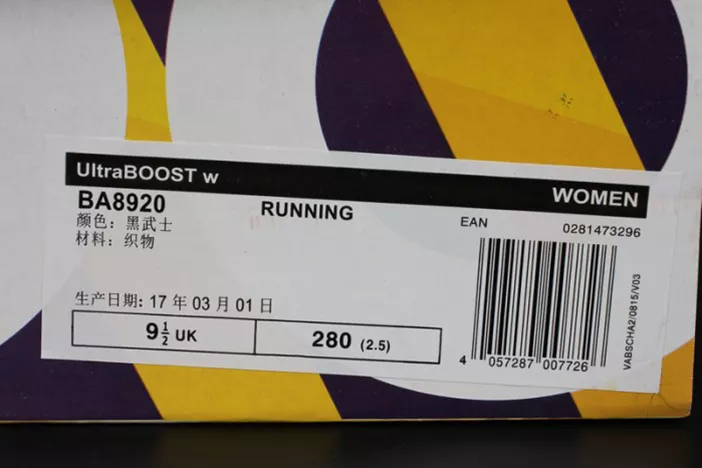 UltraBOOST w
WOMEN
BA8920
RUNNING
EAN
0281473296
颜色：黑武士
材料：织物
生产日期: 17 年 03 月 01 日
9½ UK
280 (2.5)
4 057287 007726
VABSCHA2/0815/V03